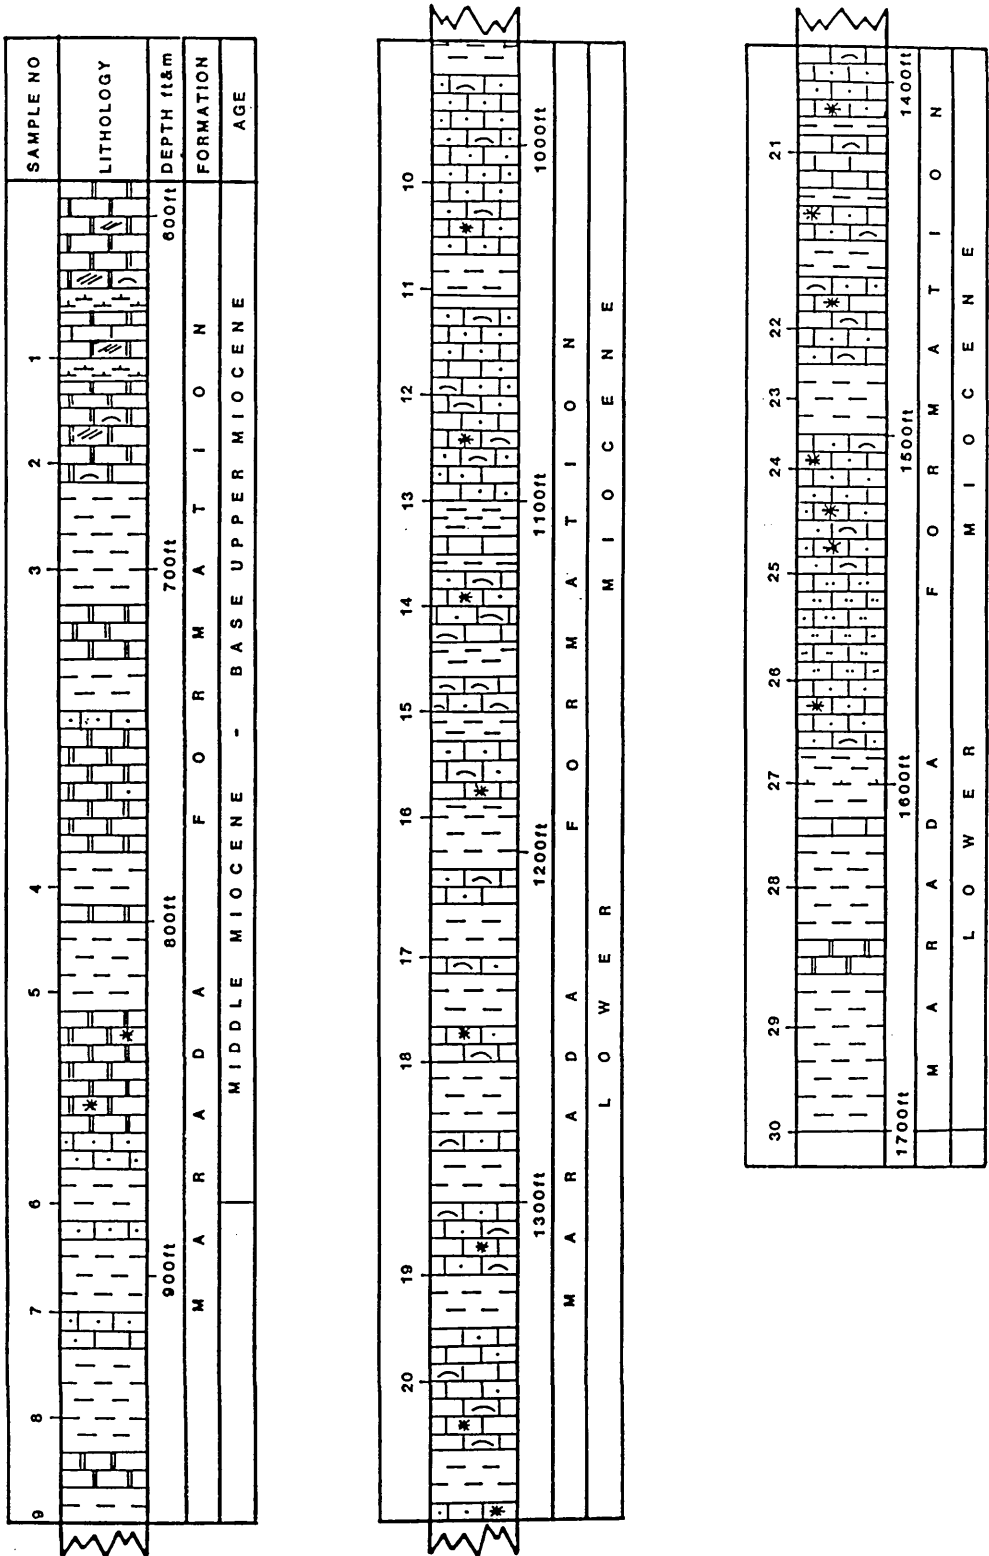 SAMPLE NO
LITHOLOGY
DEPTH ft&m
FORMATION
AGE
1
2
3
4
5
6
7
8
9
600ft
700ft
800ft
900ft
MARADA FORMATION
MIDDLE MIOCENE - BASE UPPER MIOCENE
10
11
12
13
14
15
16
17
18
19
20
1000ft
1100ft
1200ft
1300ft
MARADA FORMATION
LOWER MIOCENE
21
22
23
24
25
26
27
28
29
30
1400ft
1500ft
1600ft
1700ft
MARADA FORMATION
LOWER MIOCENE